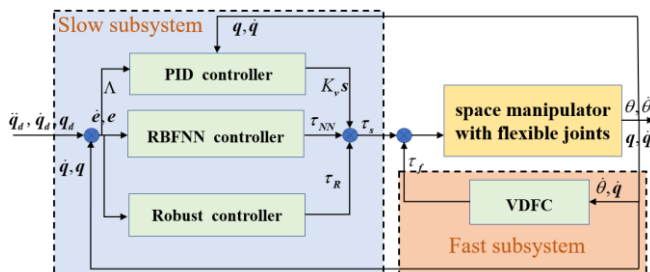 Slow subsystem
q, q̇
PID controller
Λ
K_v s
q̈_d, q̇_d, q_d
ė, e
RBFNN controller
τ_NN
τ_s
space manipulator
with flexible joints
θ, θ̇
q, q̇
q̇, q
τ_R
Robust controller
τ_f
VDFC
θ̇, q̇
Fast subsystem